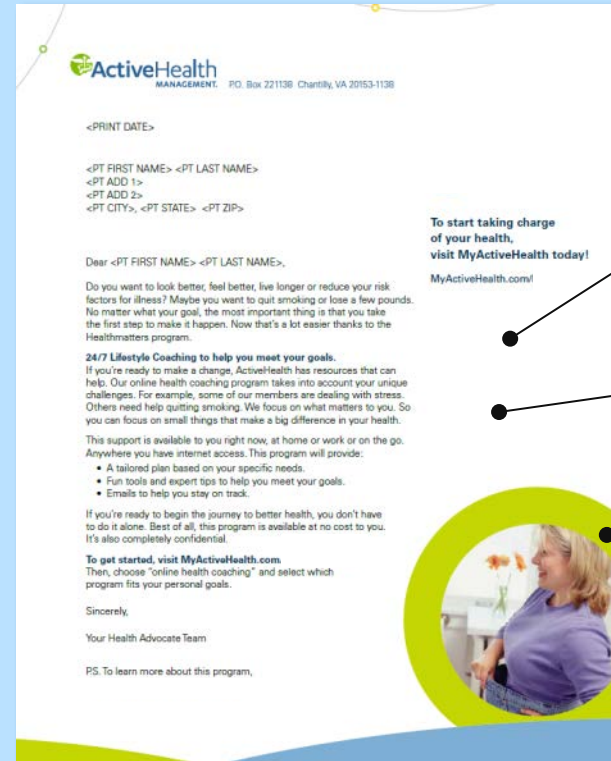 ActiveHealth
MANAGEMENT. P.O. Box 221138 Chantilly, VA 20153-1138
<PRINT DATE>
<PT FIRST NAME> <PT LAST NAME>
<PT ADD 1>
<PT ADD 2>
<PT CITY>, <PT STATE> <PT ZIP>
To start taking charge
of your health,
visit MyActiveHealth today!
MyActiveHealth.com/!
Dear <PT FIRST NAME> <PT LAST NAME>,
Do you want to look better, feel better, live longer or reduce your risk
factors for illness? Maybe you want to quit smoking or lose a few pounds.
No matter what your goal, the most important thing is that you take
the first step to make it happen. Now that's a lot easier thanks to the
Healthmatters program.
24/7 Lifestyle Coaching to help you meet your goals.
If you're ready to make a change, ActiveHealth has resources that can
help. Our online health coaching program takes into account your unique
challenges. For example, some of our members are dealing with stress.
Others need help quitting smoking. We focus on what matters to you. So
you can focus on small things that make a big difference in your health.
This support is available to you right now, at home or work or on the go.
Anywhere you have internet access. This program will provide:
• A tailored plan based on your specific needs.
• Fun tools and expert tips to help you meet your goals.
• Emails to help you stay on track.
If you're ready to begin the journey to better health, you don't have
to do it alone. Best of all, this program is available at no cost to you.
It's also completely confidential.
To get started, visit MyActiveHealth.com.
Then, choose "online health coaching" and select which
program fits your personal goals.
Sincerely,
Your Health Advocate Team
P.S. To learn more about this program,